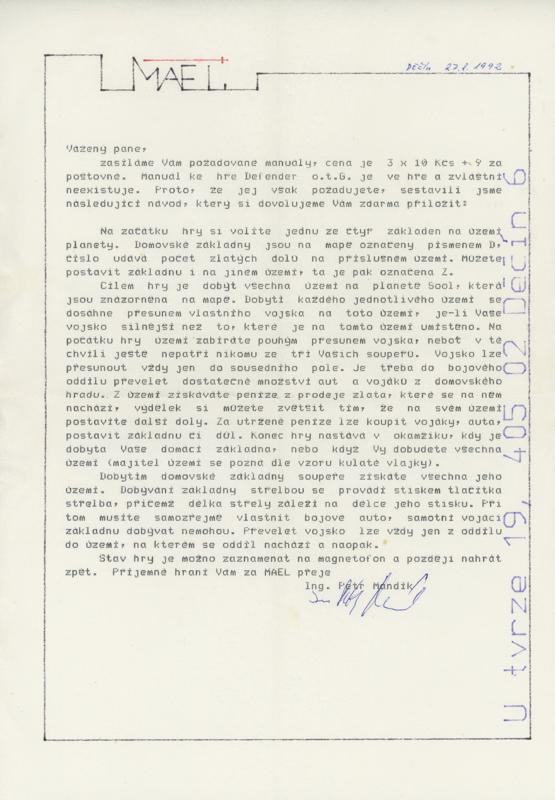 MAEL
DĚČÍN 27.8.1992
Vazeny pane,
zasíláme Vám požadované manuály, cena je 3 x 10 Kcs + 9 za
poštovné. Manuál ke hre Defender o.t.G. je ve hre a zvlaštní
neexistuje. Proto, že jej však požadujete, sestavili jsme
následující návod, který si dovolujeme Vám zdarma přiložit:
Na začátku hry si volíte jednu ze čtyř základen na území
planety. Domovské základny jsou na mapě označeny písmenem D,
číslo udává počet zlatých dolů na příslušném území. Můžete
postavit základnu i na jiném území, ta je pak označena Z.
Cílem hry je dobýt všechna území na planetě Sool, která
jsou znázorněna na mapě. Dobytí každého jednotlivého území se
dosáhne přesunem vlastního vojska na toto území, je-li Vaše
vojsko silnější než to, které je na tomto území umístěno. Na
počátku hry území zabíráte pouhým přesunem vojska, neboť v té
chvíli ještě nepatří nikomu ze tří Vašich soupeřů. Vojsko lze
přesunout vždy jen do sousedního pole. Je třeba do bojového
oddílu převelet dostatečné množství aut a vojáků z domovského
hradu. Z území získáváte peníze z prodeje zlata, které se na něm
nachází, výdělek si můžete zvětšit tím, že na svém území
postavíte další doly. Za utržené peníze lze koupit vojáky, auta,
postavit základnu či důl. Konec hry nastává v okamžiku, kdy je
dobyta Vaše domácí základna, nebo když Vy dobudete všechna
území (majitel území se pozná dle vzoru kulaté vlajky).
Dobytím domovské základny soupeře získáte všechna jeho
území. Dobývání základny střelbou se provádí stiskem tlačítka
střelba, přičemž délka střely záleží na délce jeho stisku. Při
tom musíte samozřejmě vlastnit bojové auto, samotní vojáci
základnu dobývat nemohou. Převelet vojsko lze vždy jen z oddílu
do území, na kterém se oddíl nachází a naopak.
Stav hry je možno zaznamenat na magnetofon a později nahrát
zpět. Příjemné hraní Vám za MAEL přeje
Ing. Petr Mandík
U tvrze 19, 405 02 Děčín 6